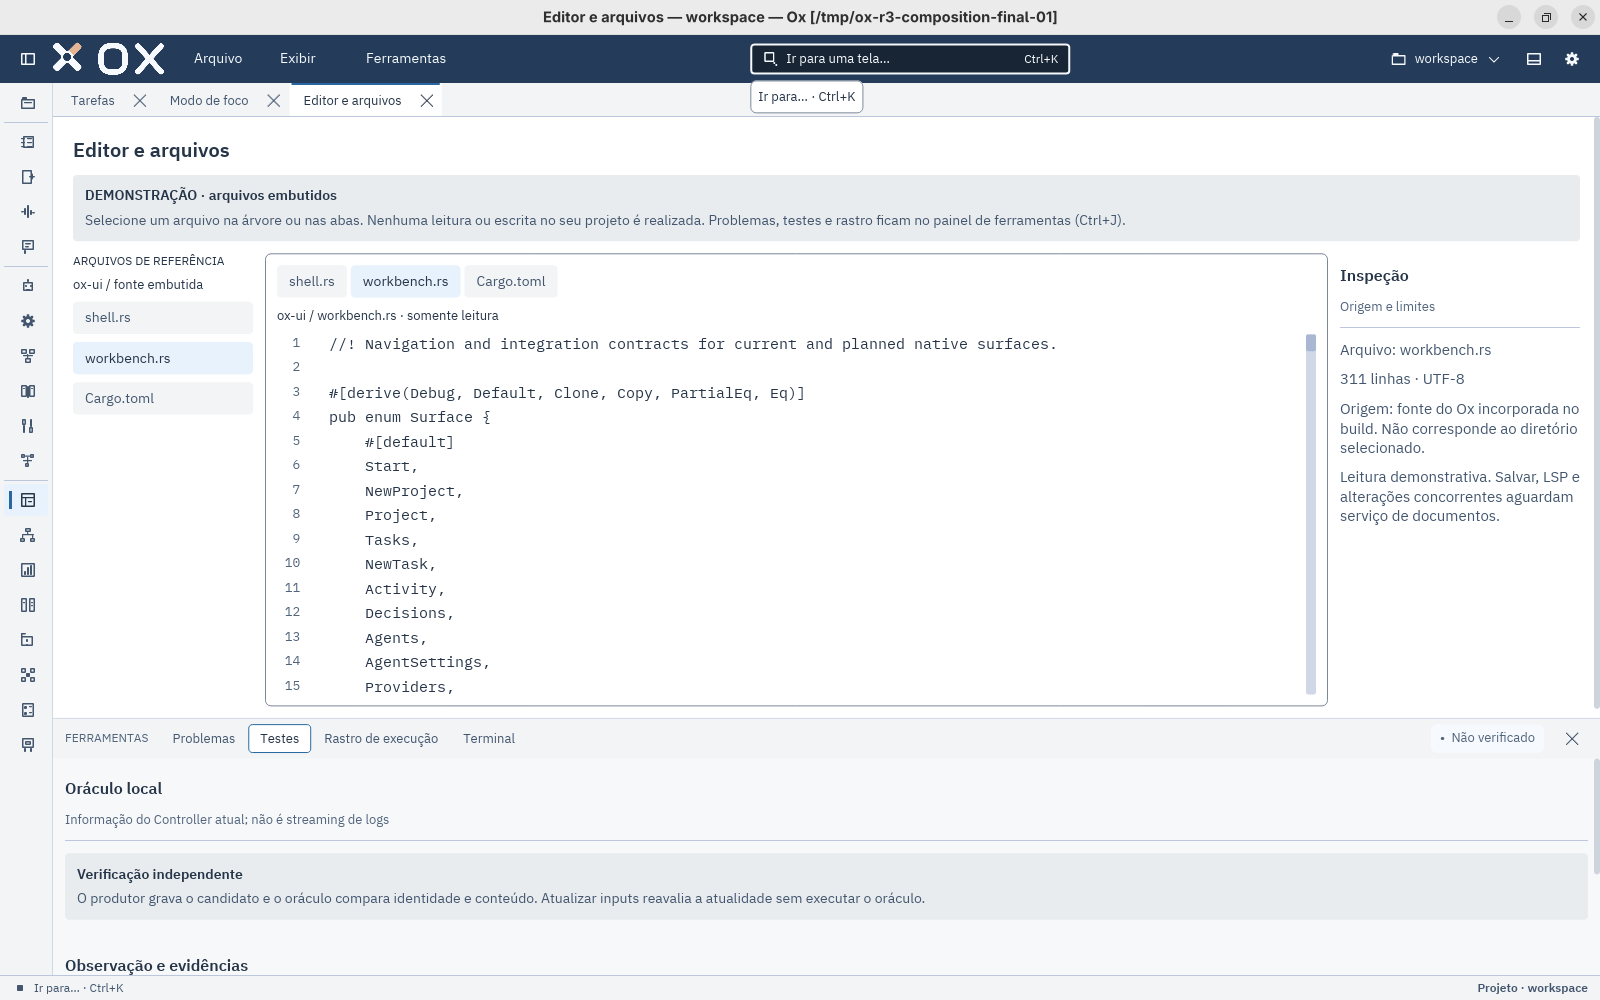 Editor e arquivos — workspace — Ox [/tmp/ox-r3-composition-final-01]
OX
Arquivo
Exibir
Ferramentas
Ir para uma tela...
Ctrl+K
workspace
Ir para... · Ctrl+K
Tarefas
Modo de foco
Editor e arquivos
Editor e arquivos
DEMONSTRAÇÃO · arquivos embutidos
Selecione um arquivo na árvore ou nas abas. Nenhuma leitura ou escrita no seu projeto é realizada. Problemas, testes e rastro ficam no painel de ferramentas (Ctrl+J).
ARQUIVOS DE REFERÊNCIA
ox-ui / fonte embutida
shell.rs
workbench.rs
Cargo.toml
shell.rs
workbench.rs
Cargo.toml
ox-ui / workbench.rs · somente leitura
1 //! Navigation and integration contracts for current and planned native surfaces.
2
3 #[derive(Debug, Default, Clone, Copy, PartialEq, Eq)]
4 pub enum Surface {
5 #[default]
6 Start,
7 NewProject,
8 Project,
9 Tasks,
10 NewTask,
11 Activity,
12 Decisions,
13 Agents,
14 AgentSettings,
15 Providers,
Inspeção
Origem e limites
Arquivo: workbench.rs
311 linhas · UTF-8
Origem: fonte do Ox incorporada no
build. Não corresponde ao diretório
selecionado.
Leitura demonstrativa. Salvar, LSP e
alterações concorrentes aguardam
serviço de documentos.
FERRAMENTAS
Problemas
Testes
Rastro de execução
Terminal
• Não verificado
Oráculo local
Informação do Controller atual; não é streaming de logs
Verificação independente
O produtor grava o candidato e o oráculo compara identidade e conteúdo. Atualizar inputs reavalia a atualidade sem executar o oráculo.
Observação e evidências
Ir para... · Ctrl+K
Projeto · workspace